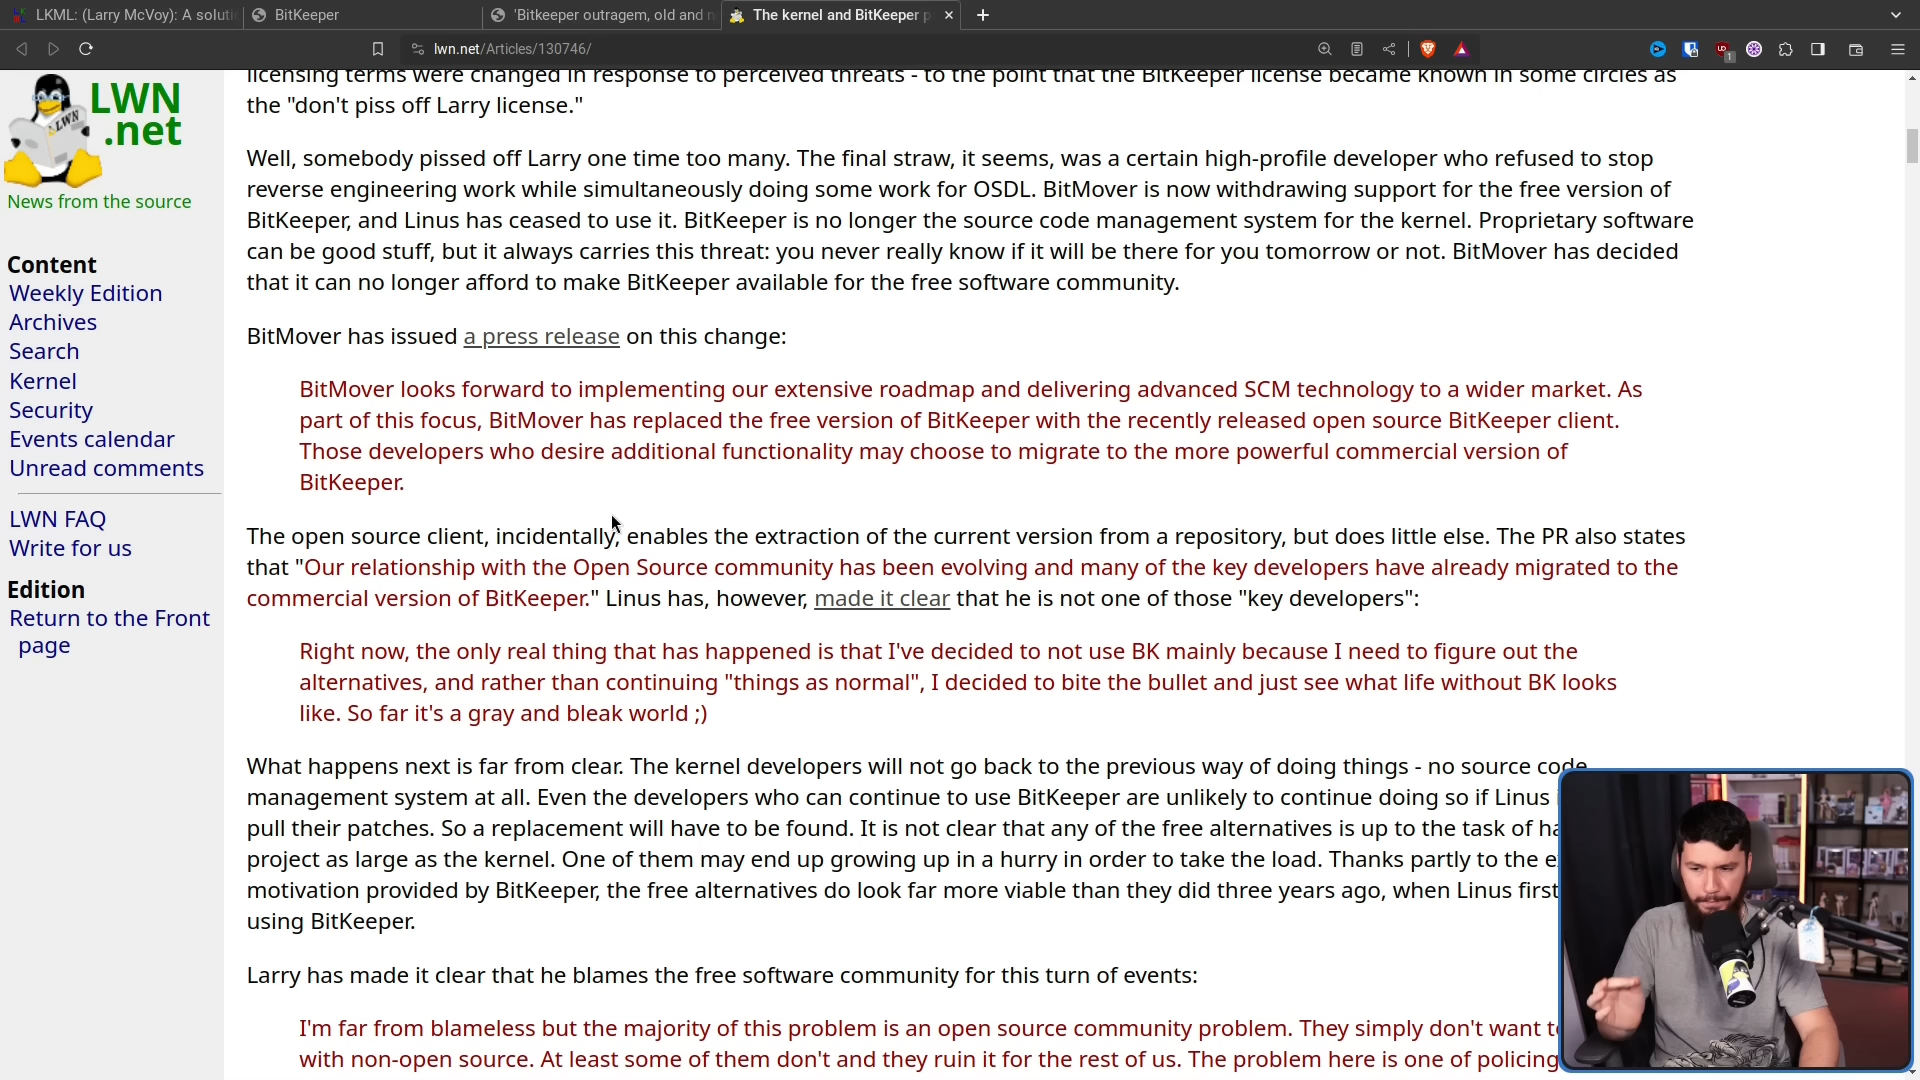 LKML: (Larry McVoy): A soluti
BitKeeper
'Bitkeeper outragem, old and n
The kernel and BitKeeper p
lwn.net/Articles/130746/
1
LWN
.net
LWN
News from the source
Content
Weekly Edition
Archives
Search
Kernel
Security
Events calendar
Unread comments
LWN FAQ
Write for us
Edition
Return to the Front
page
licensing terms were changed in response to perceived threats - to the point that the BitKeeper license became known in some circles as
the "don't piss off Larry license."
Well, somebody pissed off Larry one time too many. The final straw, it seems, was a certain high-profile developer who refused to stop
reverse engineering work while simultaneously doing some work for OSDL. BitMover is now withdrawing support for the free version of
BitKeeper, and Linus has ceased to use it. BitKeeper is no longer the source code management system for the kernel. Proprietary software
can be good stuff, but it always carries this threat: you never really know if it will be there for you tomorrow or not. BitMover has decided
that it can no longer afford to make BitKeeper available for the free software community.
BitMover has issued a press release on this change:
BitMover looks forward to implementing our extensive roadmap and delivering advanced SCM technology to a wider market. As
part of this focus, BitMover has replaced the free version of BitKeeper with the recently released open source BitKeeper client.
Those developers who desire additional functionality may choose to migrate to the more powerful commercial version of
BitKeeper.
The open source client, incidentally, enables the extraction of the current version from a repository, but does little else. The PR also states
that "Our relationship with the Open Source community has been evolving and many of the key developers have already migrated to the
commercial version of BitKeeper." Linus has, however, made it clear that he is not one of those "key developers":
Right now, the only real thing that has happened is that I've decided to not use BK mainly because I need to figure out the
alternatives, and rather than continuing "things as normal", I decided to bite the bullet and just see what life without BK looks
like. So far it's a gray and bleak world ;)
What happens next is far from clear. The kernel developers will not go back to the previous way of doing things - no source code
management system at all. Even the developers who can continue to use BitKeeper are unlikely to continue doing so if Linus
pull their patches. So a replacement will have to be found. It is not clear that any of the free alternatives is up to the task of ha
project as large as the kernel. One of them may end up growing up in a hurry in order to take the load. Thanks partly to the e
motivation provided by BitKeeper, the free alternatives do look far more viable than they did three years ago, when Linus first
using BitKeeper.
Larry has made it clear that he blames the free software community for this turn of events:
I'm far from blameless but the majority of this problem is an open source community problem. They simply don't want t
with non-open source. At least some of them don't and they ruin it for the rest of us. The problem here is one of policing